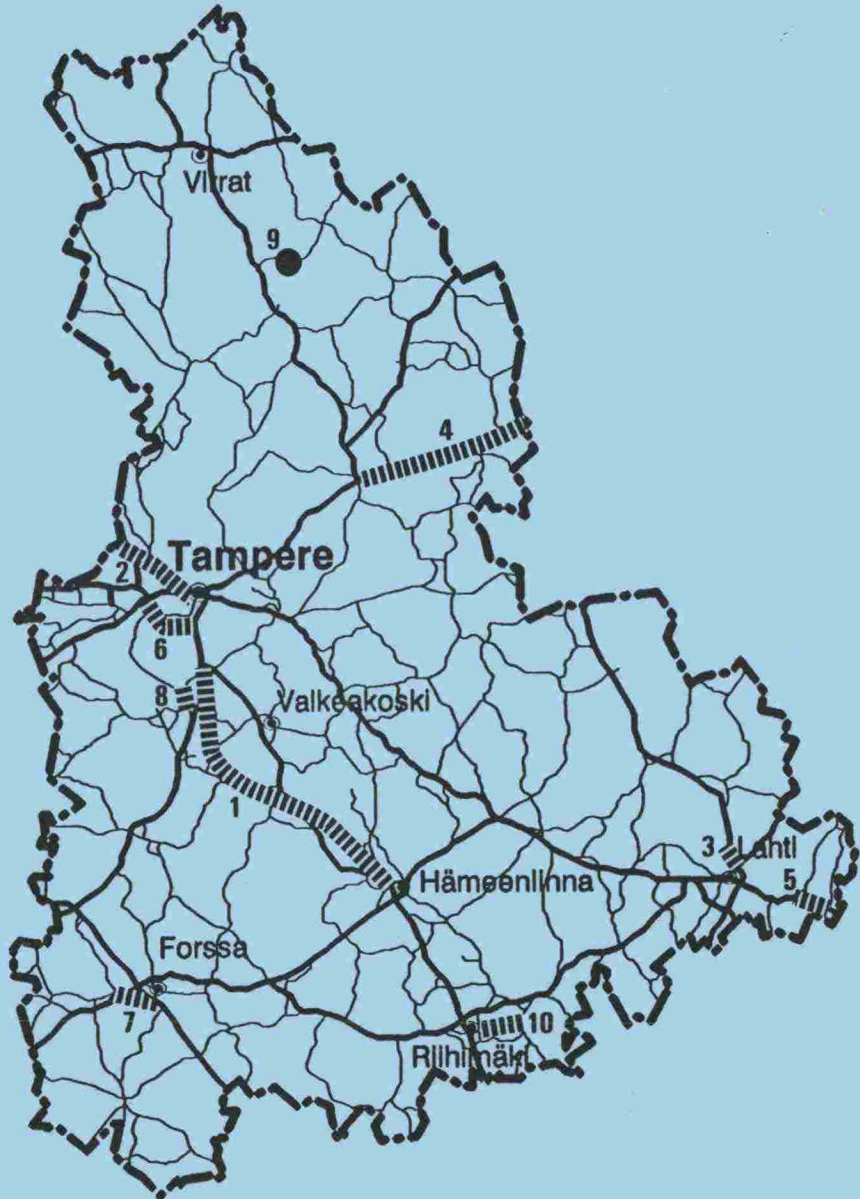 Virrat
9
4
Tampere
2
6
8
Valkeakoski
1
3
Lahti
Hämeenlinna
5
Forssa
7
10
Riihimäki